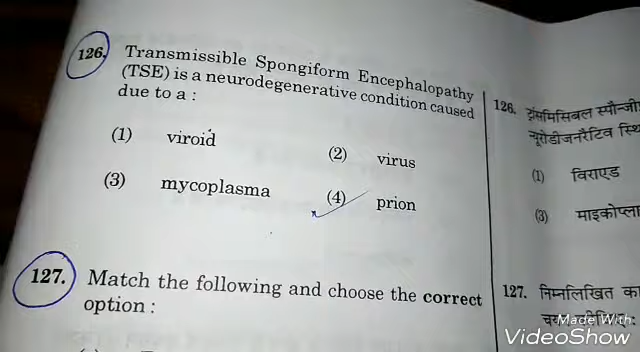 126. Transmissible Spongiform Encephalopathy
(TSE) is a neurodegenerative condition caused
due to a :
(1) viroid
(2) virus
(3) mycoplasma
(4) prion
127. Match the following and choose the correct
option :
126. ट्रांसमिसिबल स्पौन्जी
न्यूरोडीजनरैटिव
(1) विराएड
(3) माइकोप्ला
127. निम्नलिखित का
Made With
VideoShow